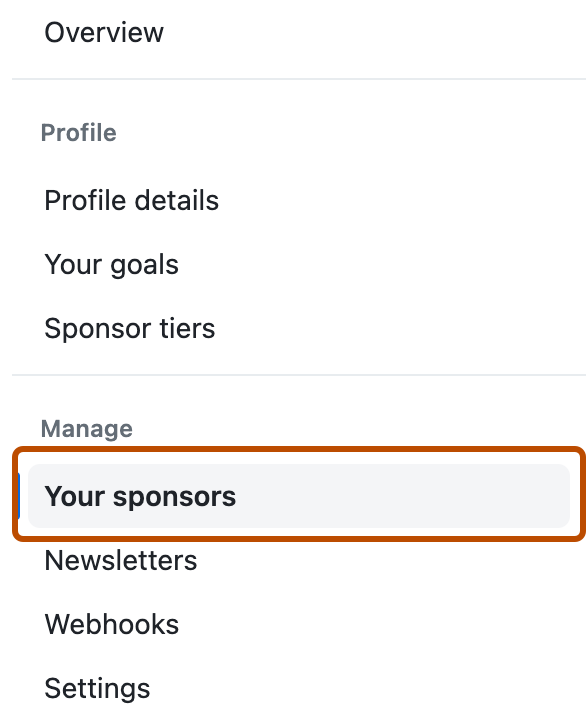 Overview
Profile
Profile details
Your goals
Sponsor tiers
Manage
Your sponsors
Newsletters
Webhooks
Settings